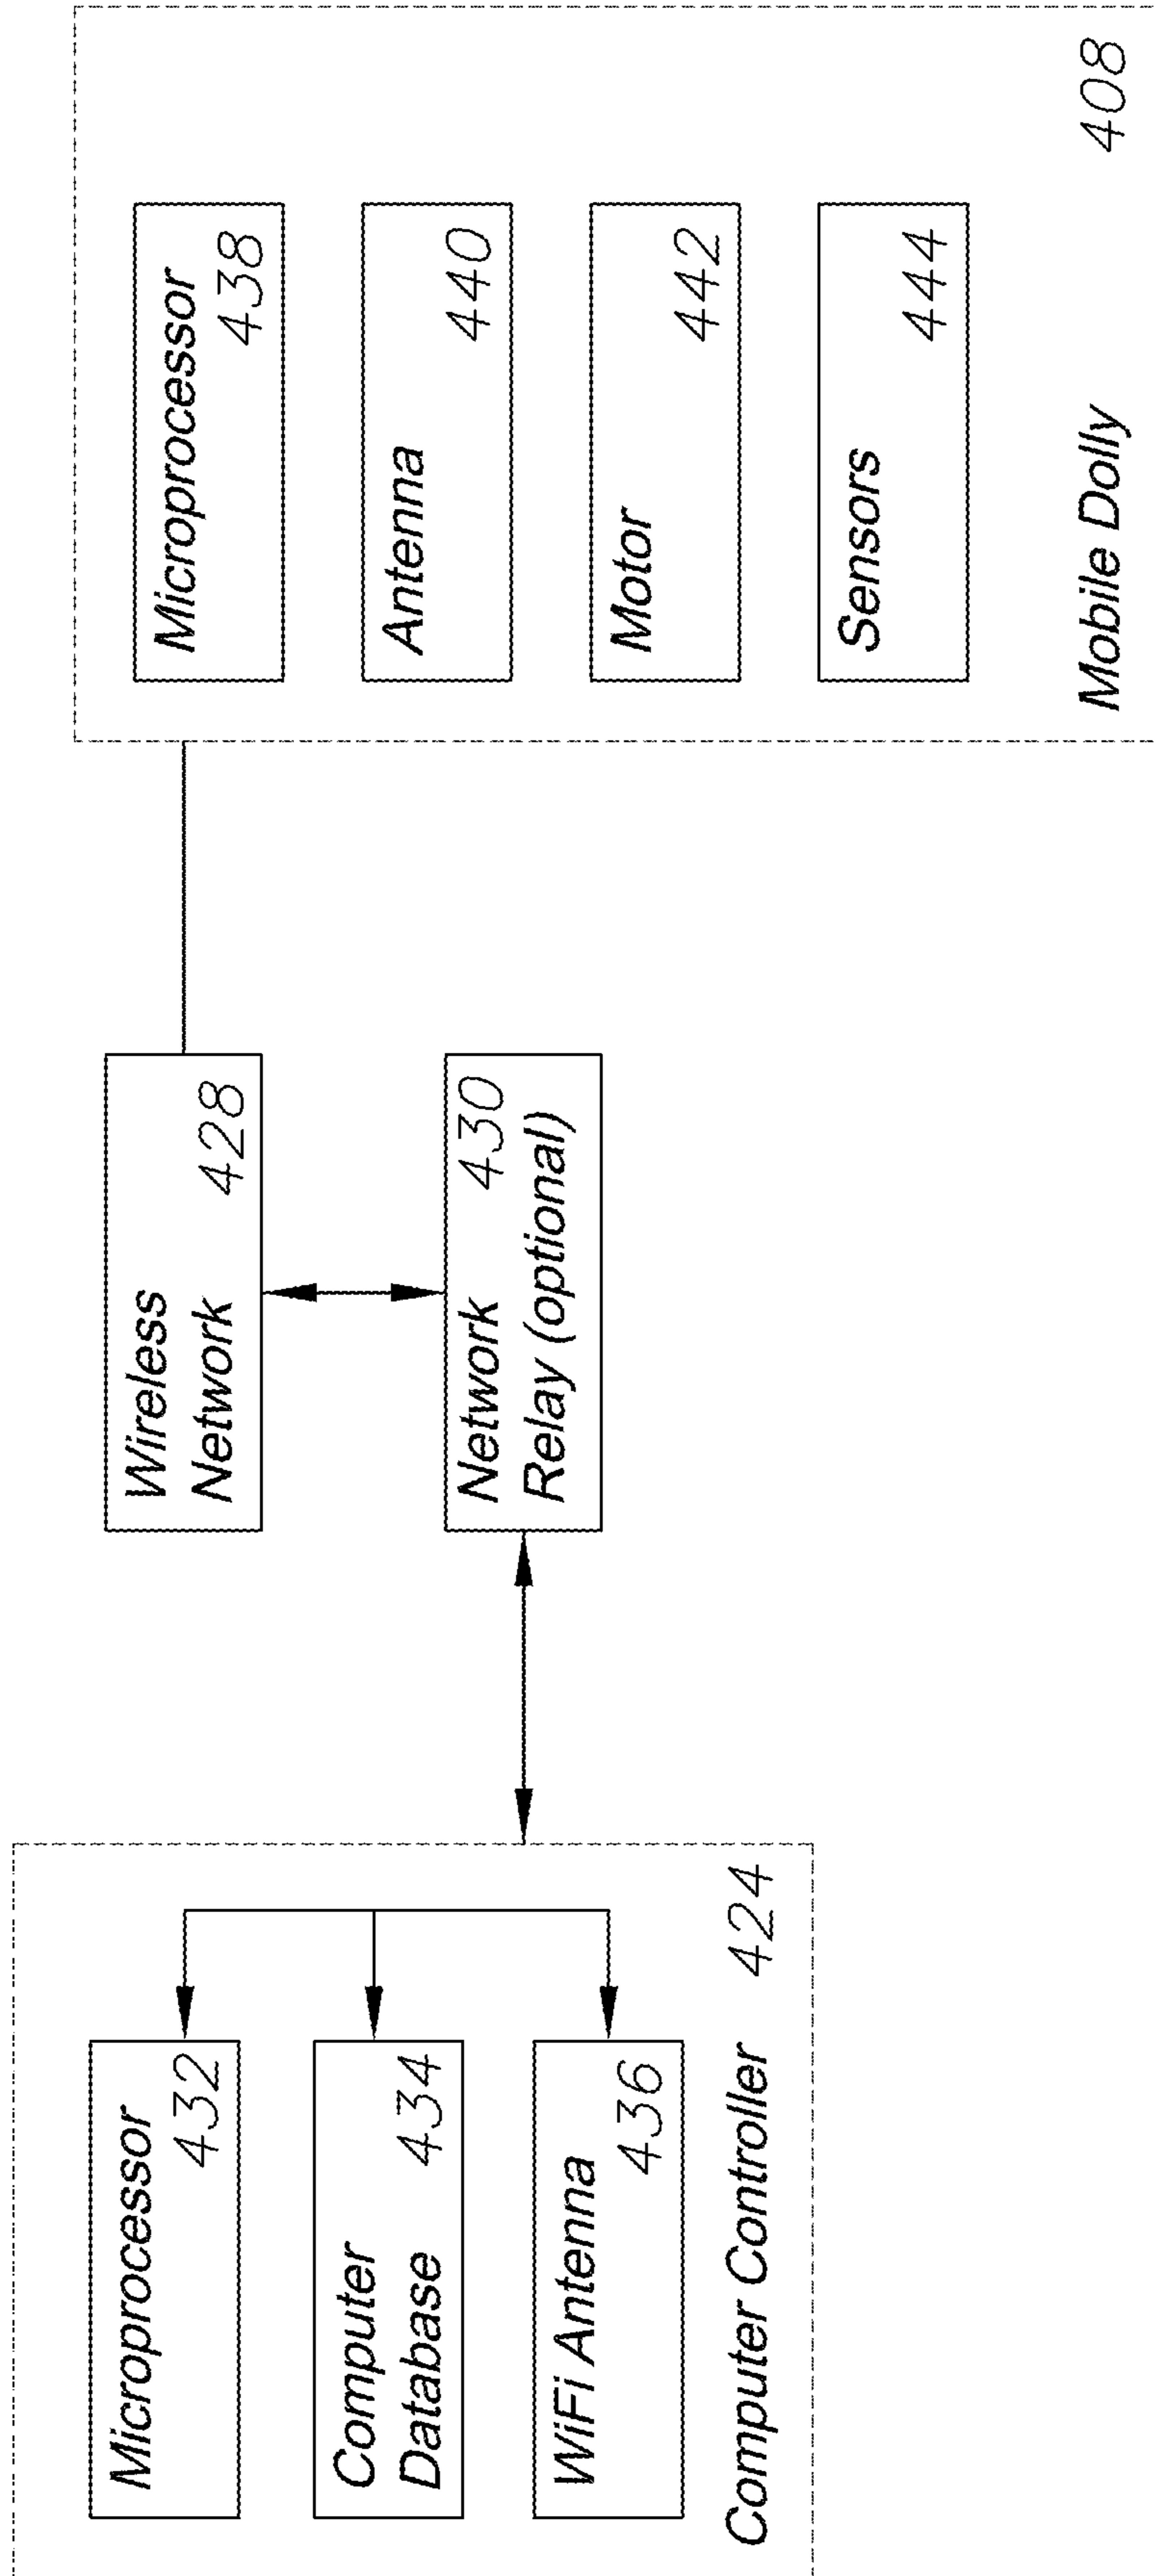 Microprocessor
432
Computer
Database 434
WiFi Antenna
436
Computer Controller 424
Wireless
Network 428
Network 430
Relay (optional)
Microprocessor
438
Antenna
440
Motor
442
Sensors
444
Mobile Dolly 408